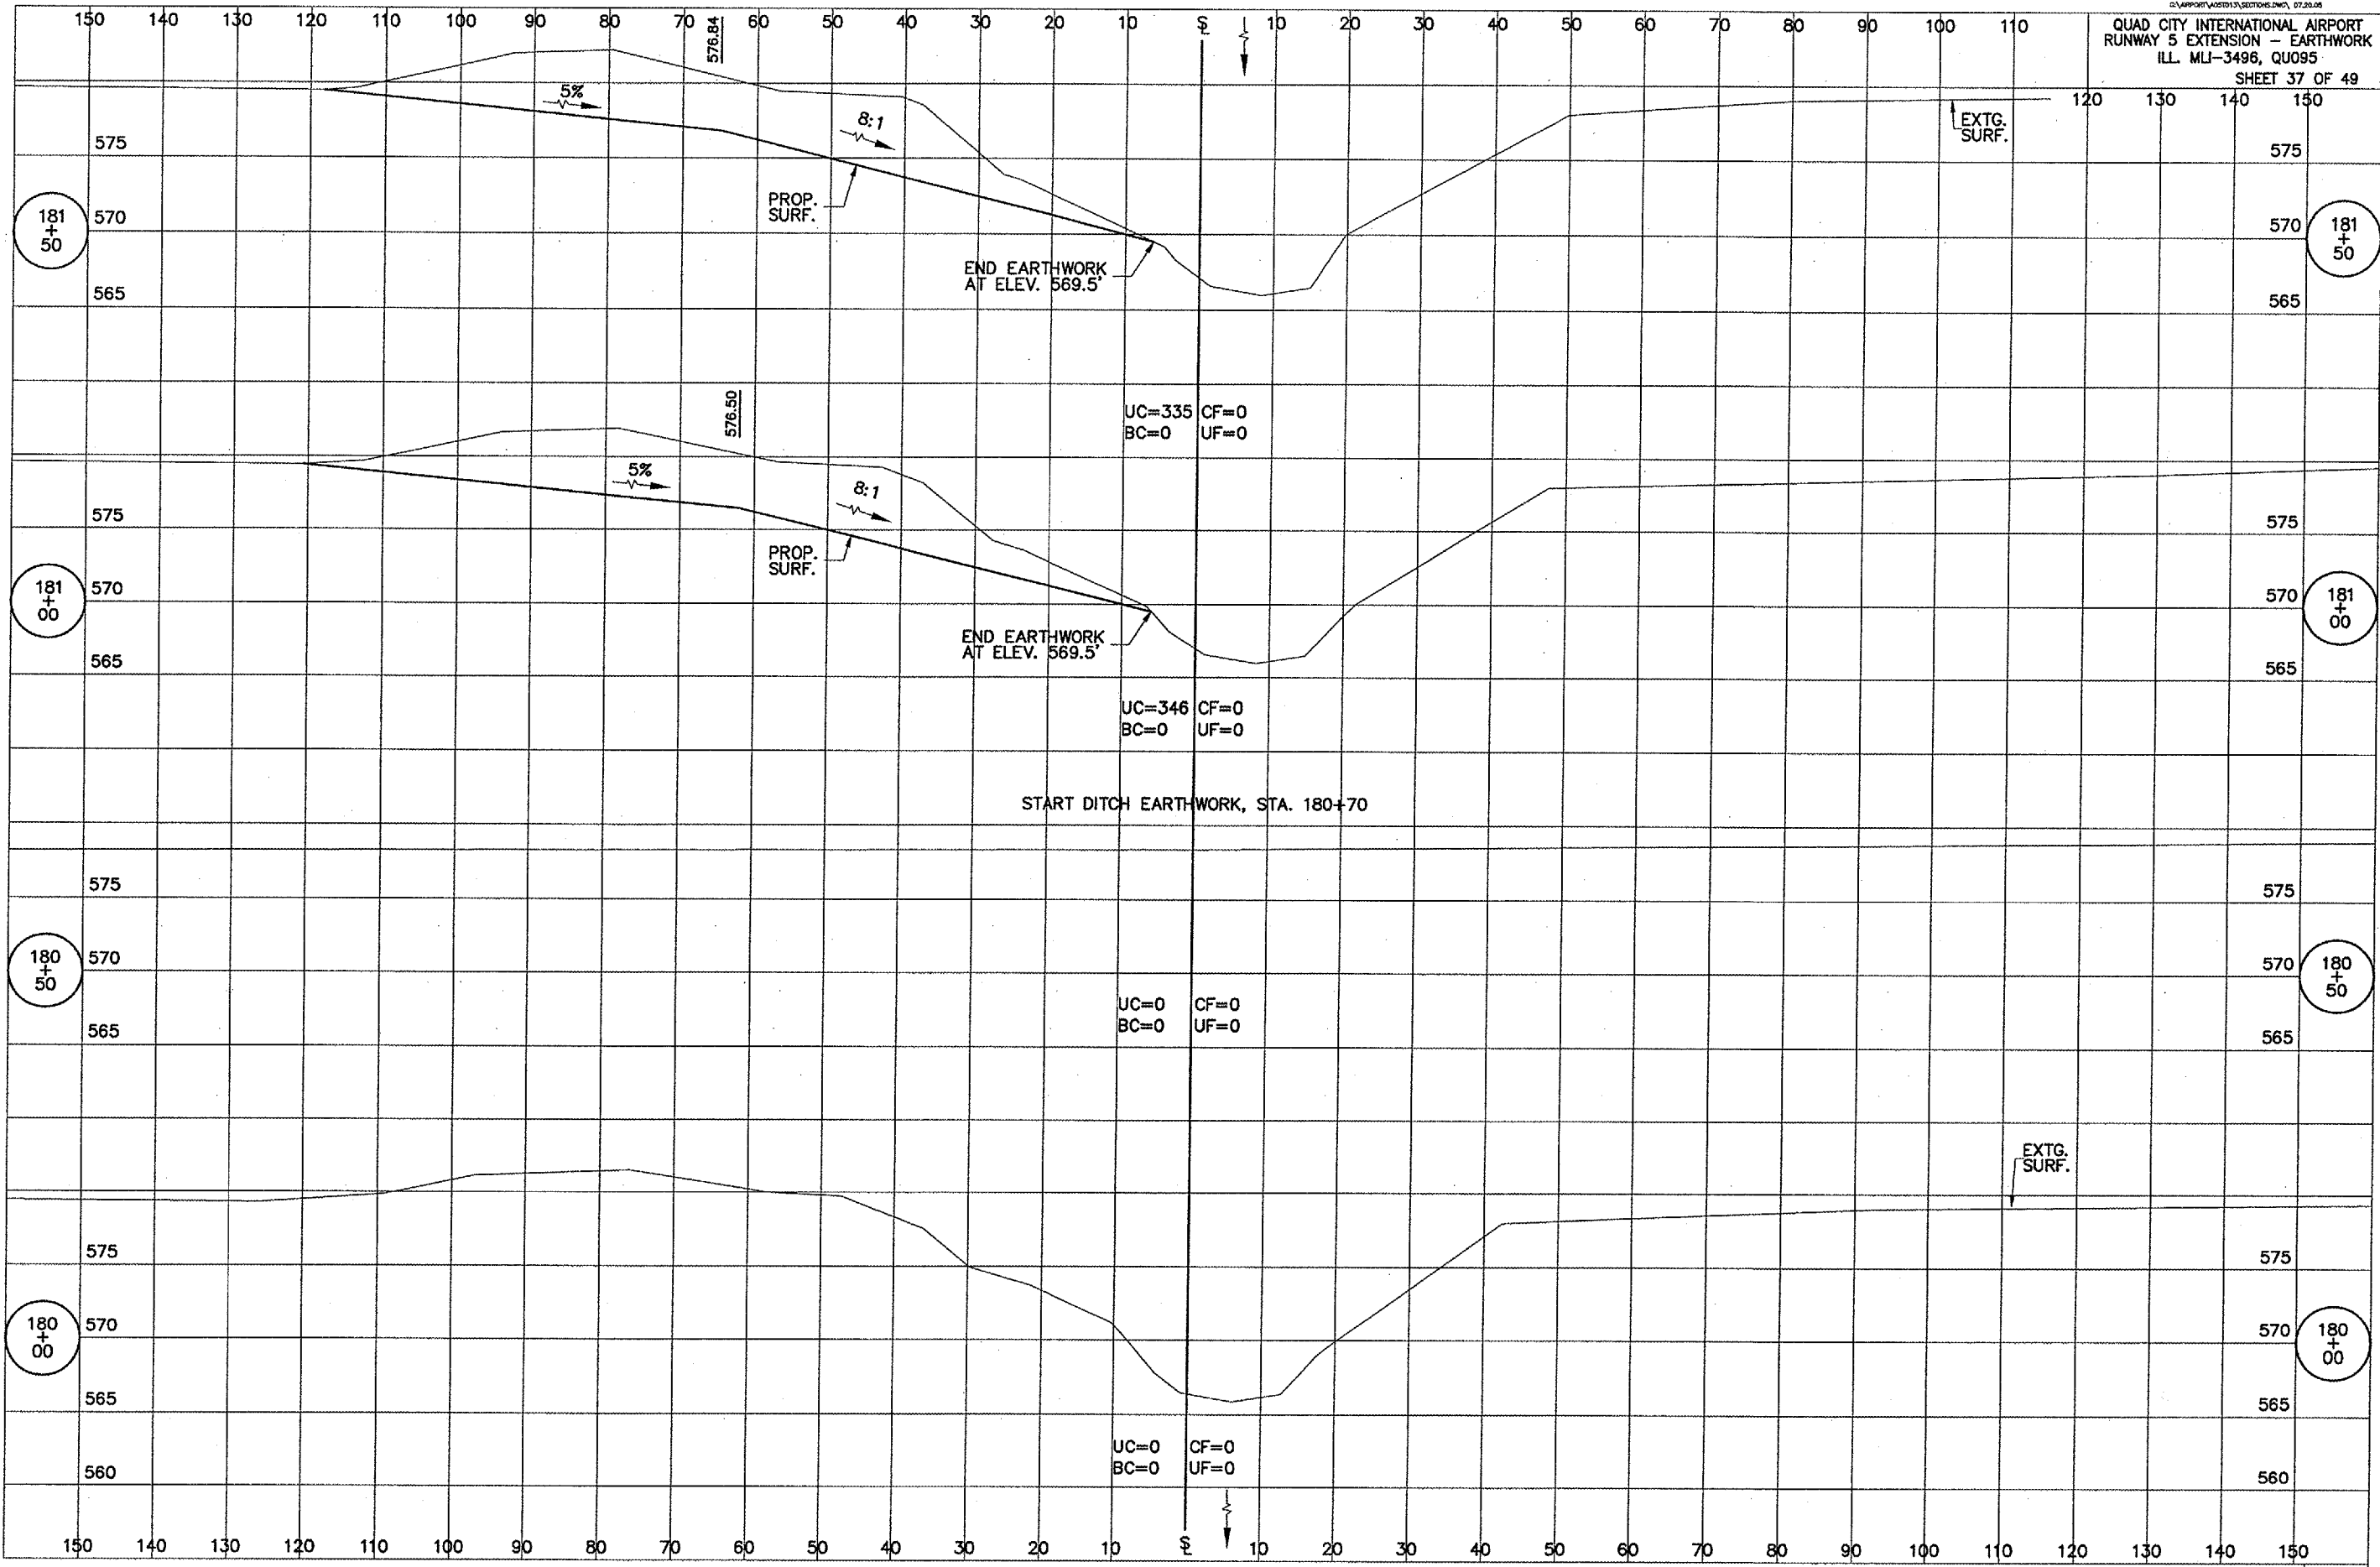 G:\AIRPORT\A05T013\SECTIONS.DWG, 07.20.05
QUAD CITY INTERNATIONAL AIRPORT
RUNWAY 5 EXTENSION – EARTHWORK
ILL. MLI-3496, QU095
SHEET 37 OF 49
150 140 130 120 110 100 90 80 70 60 50 40 30 20 10 ℄ 10 20 30 40 50 60 70 80 90 100 110
120 130 140 150
576.84
5%
8:1
EXTG.
SURF.
575 575
PROP.
SURF.
181
+
50
570 570
181
+
50
END EARTHWORK
AT ELEV. 569.5'
565 565
UC=335 CF=0
BC=0 UF=0
576.50
5%
8:1
575 575
PROP.
SURF.
181
+
00
570 570
181
+
00
END EARTHWORK
AT ELEV. 569.5'
565 565
UC=346 CF=0
BC=0 UF=0
START DITCH EARTHWORK, STA. 180+70
575 575
180
+
50
570 570
180
+
50
UC=0 CF=0
BC=0 UF=0
565 565
EXTG.
SURF.
575 575
180
+
00
570 570
180
+
00
565 565
UC=0 CF=0
BC=0 UF=0
560 560
150 140 130 120 110 100 90 80 70 60 50 40 30 20 10 ℄ 10 20 30 40 50 60 70 80 90 100 110 120 130 140 150